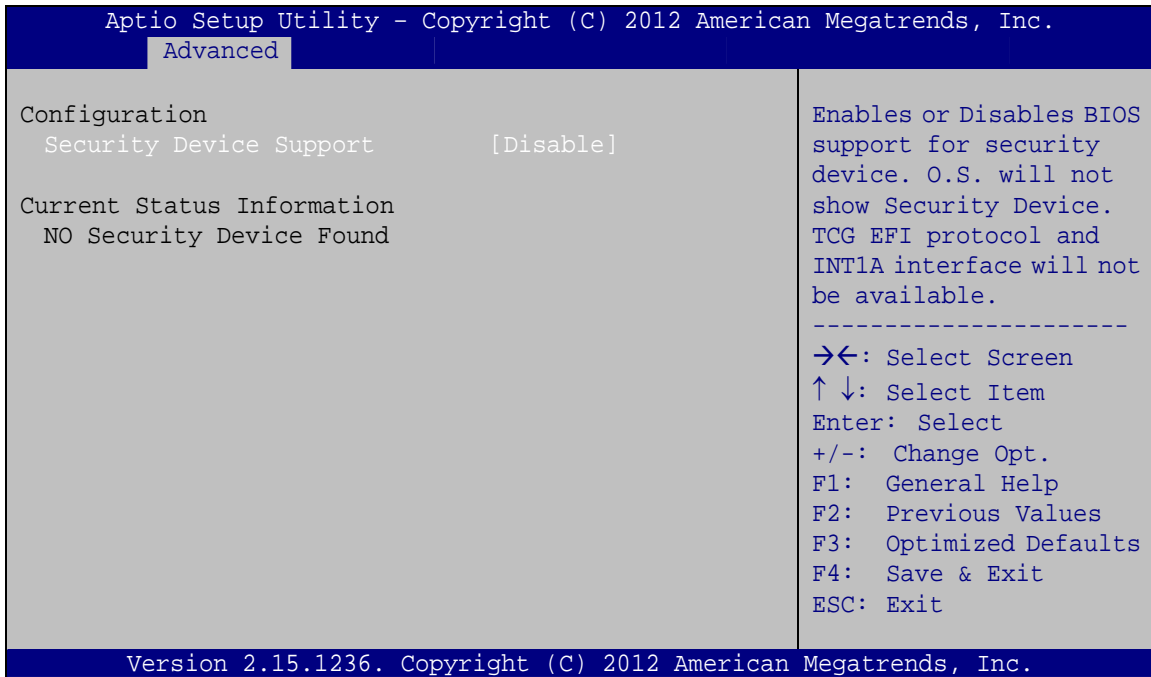 Aptio Setup Utility – Copyright (C) 2012 American Megatrends, Inc.
Advanced
Configuration
Security Device Support [Disable]
Current Status Information
NO Security Device Found
Enables or Disables BIOS
support for security
device. O.S. will not
show Security Device.
TCG EFI protocol and
INT1A interface will not
be available.
----------------------
→←: Select Screen
↑ ↓: Select Item
Enter: Select
+/-: Change Opt.
F1: General Help
F2: Previous Values
F3: Optimized Defaults
F4: Save & Exit
ESC: Exit
Version 2.15.1236. Copyright (C) 2012 American Megatrends, Inc.